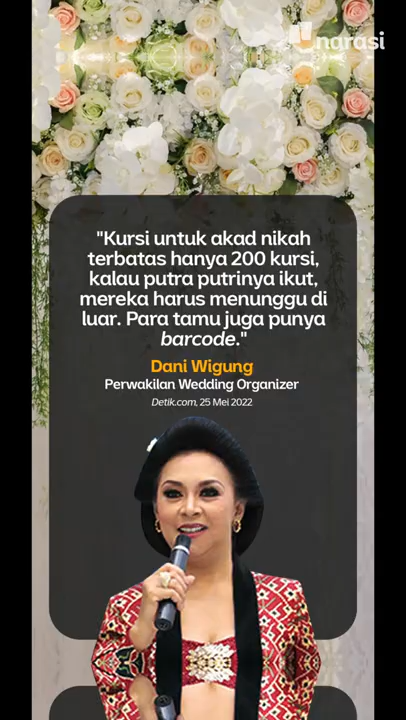 narasi
"Kursi untuk akad nikah
terbatas hanya 200 kursi,
kalau putra putrinya ikut,
mereka harus menunggu di
luar. Para tamu juga punya
barcode."
Dani Wigung
Perwakilan Wedding Organizer
Detik.com, 25 Mei 2022